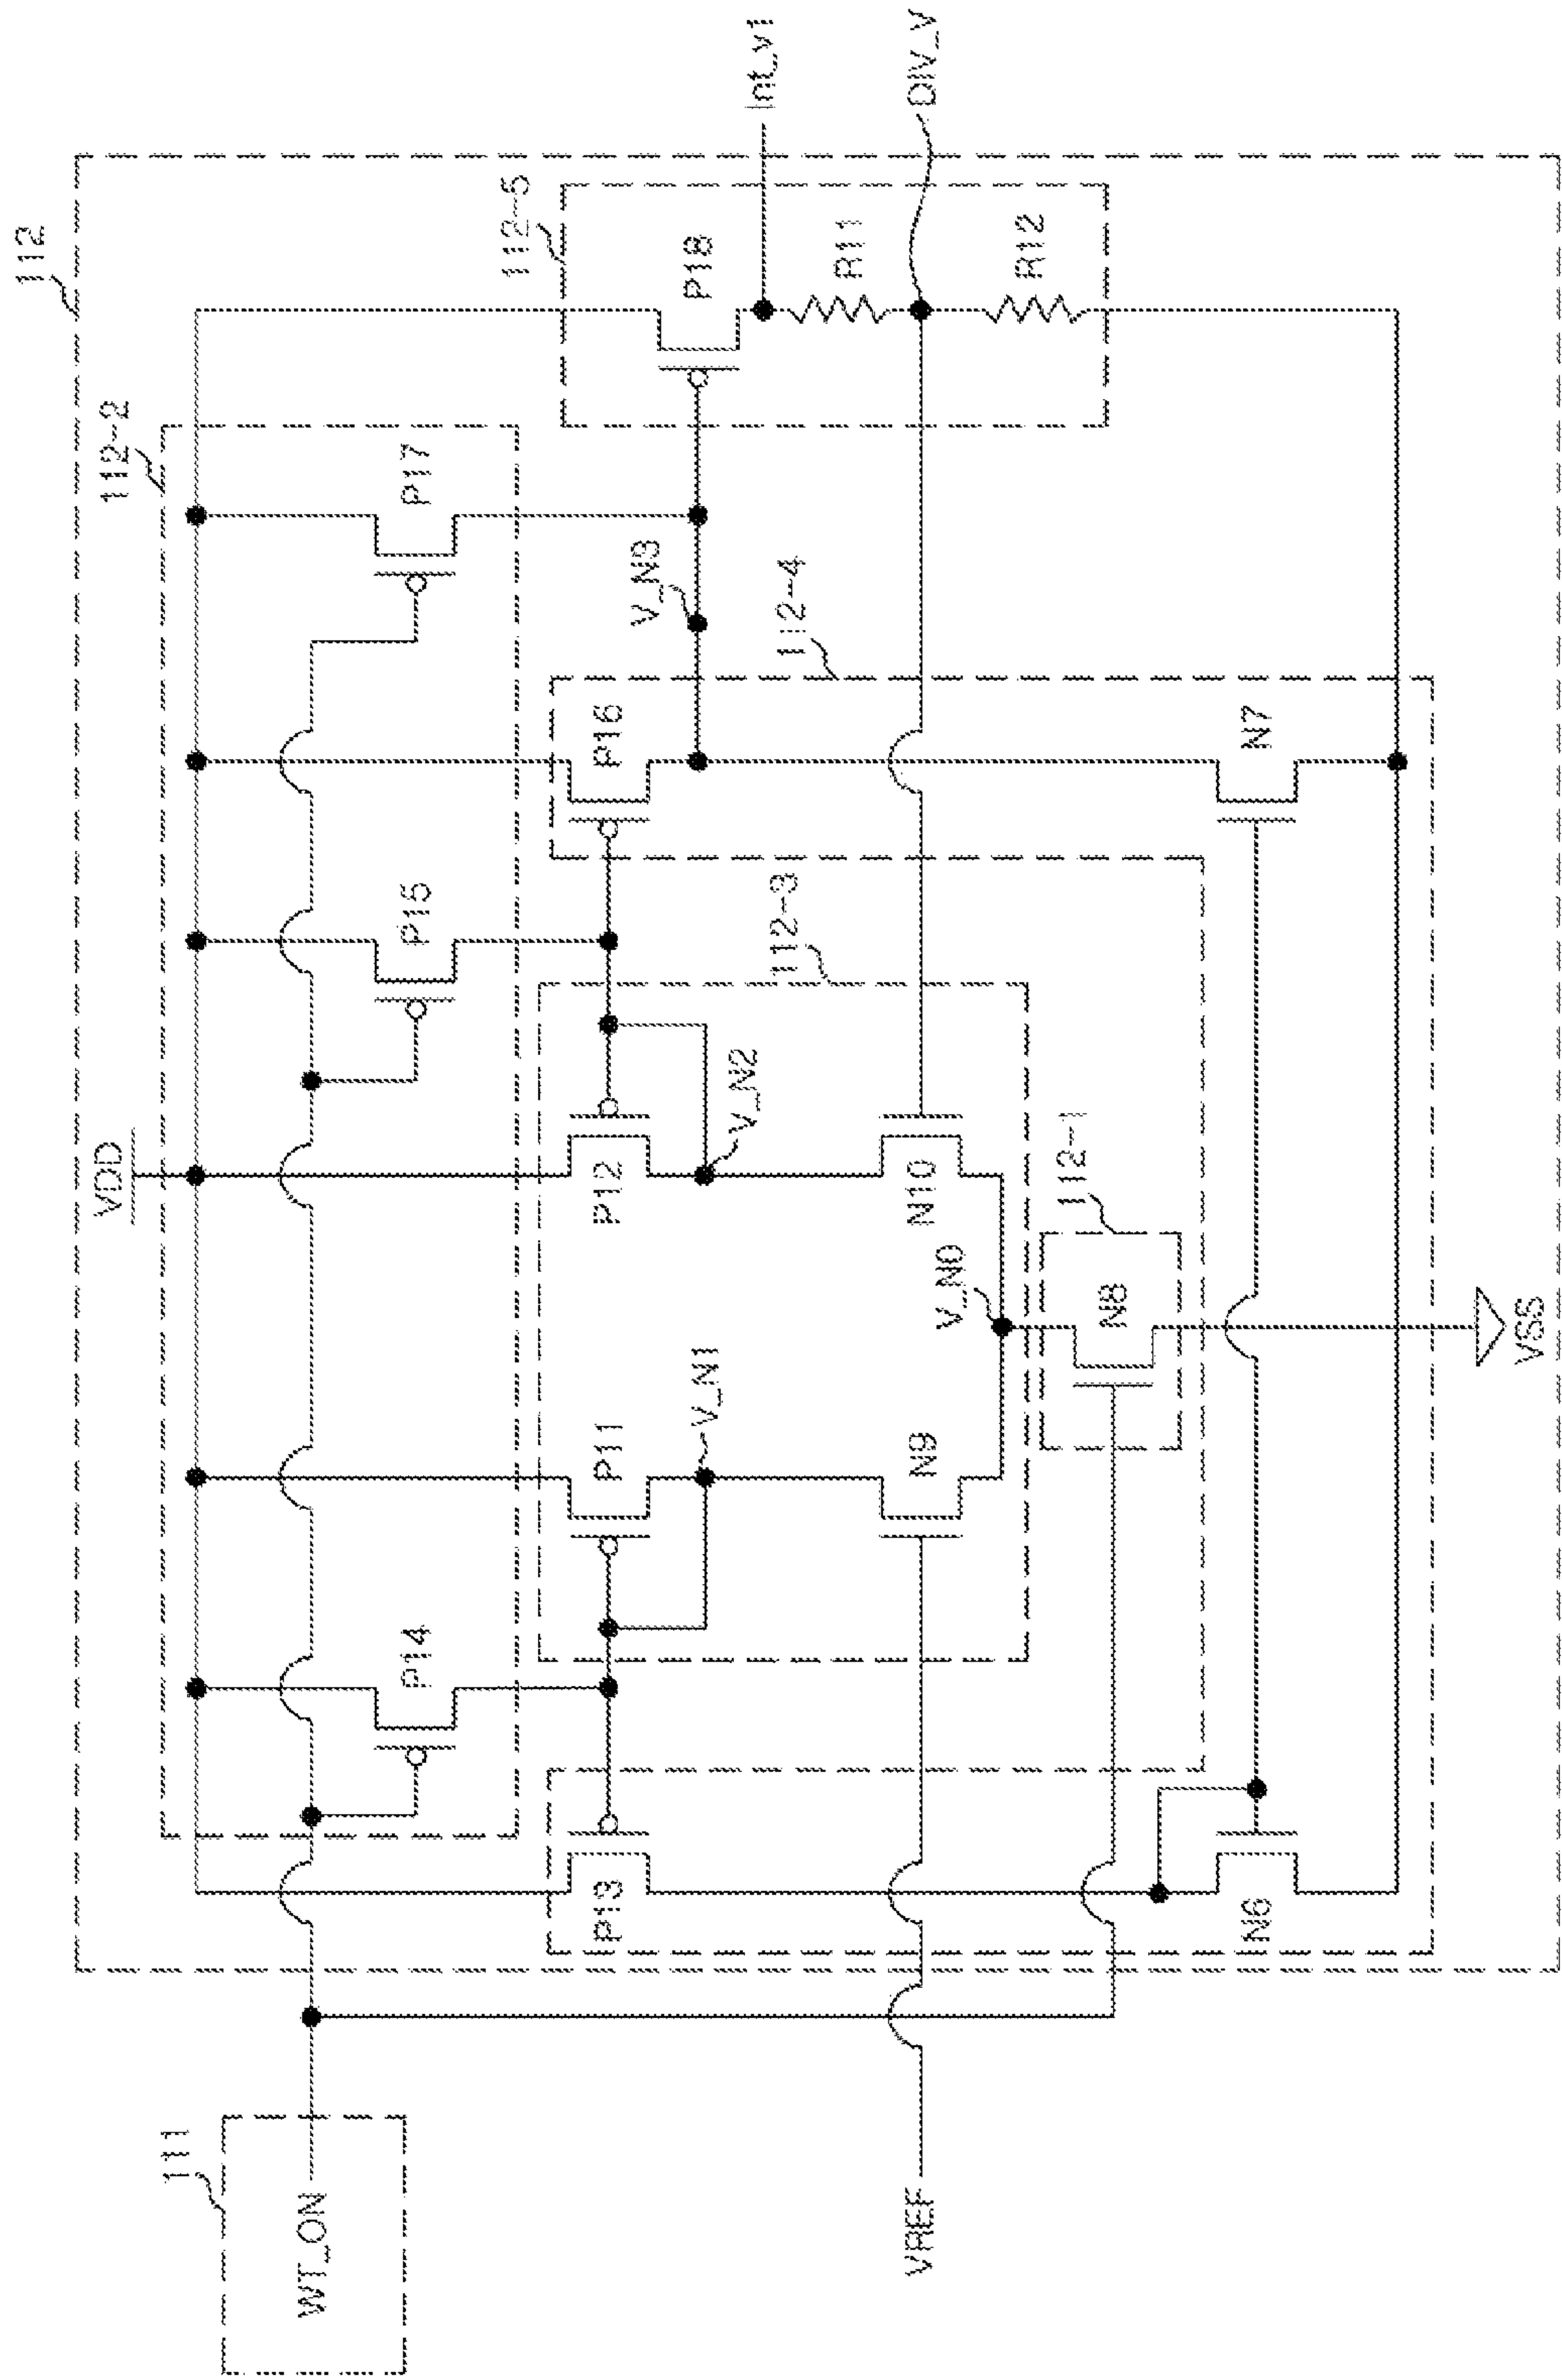 112
VDD
112-2
111
P14
P15
P17
WT_ON
112-5
P13
P11
P12
P16
V_N3
P18
V_N1
V_N2
Int_v1
112-3
112-4
R11
VREF
N9
N10
DIV_V
V_N0
R12
112-1
N8
N6
N7
VSS